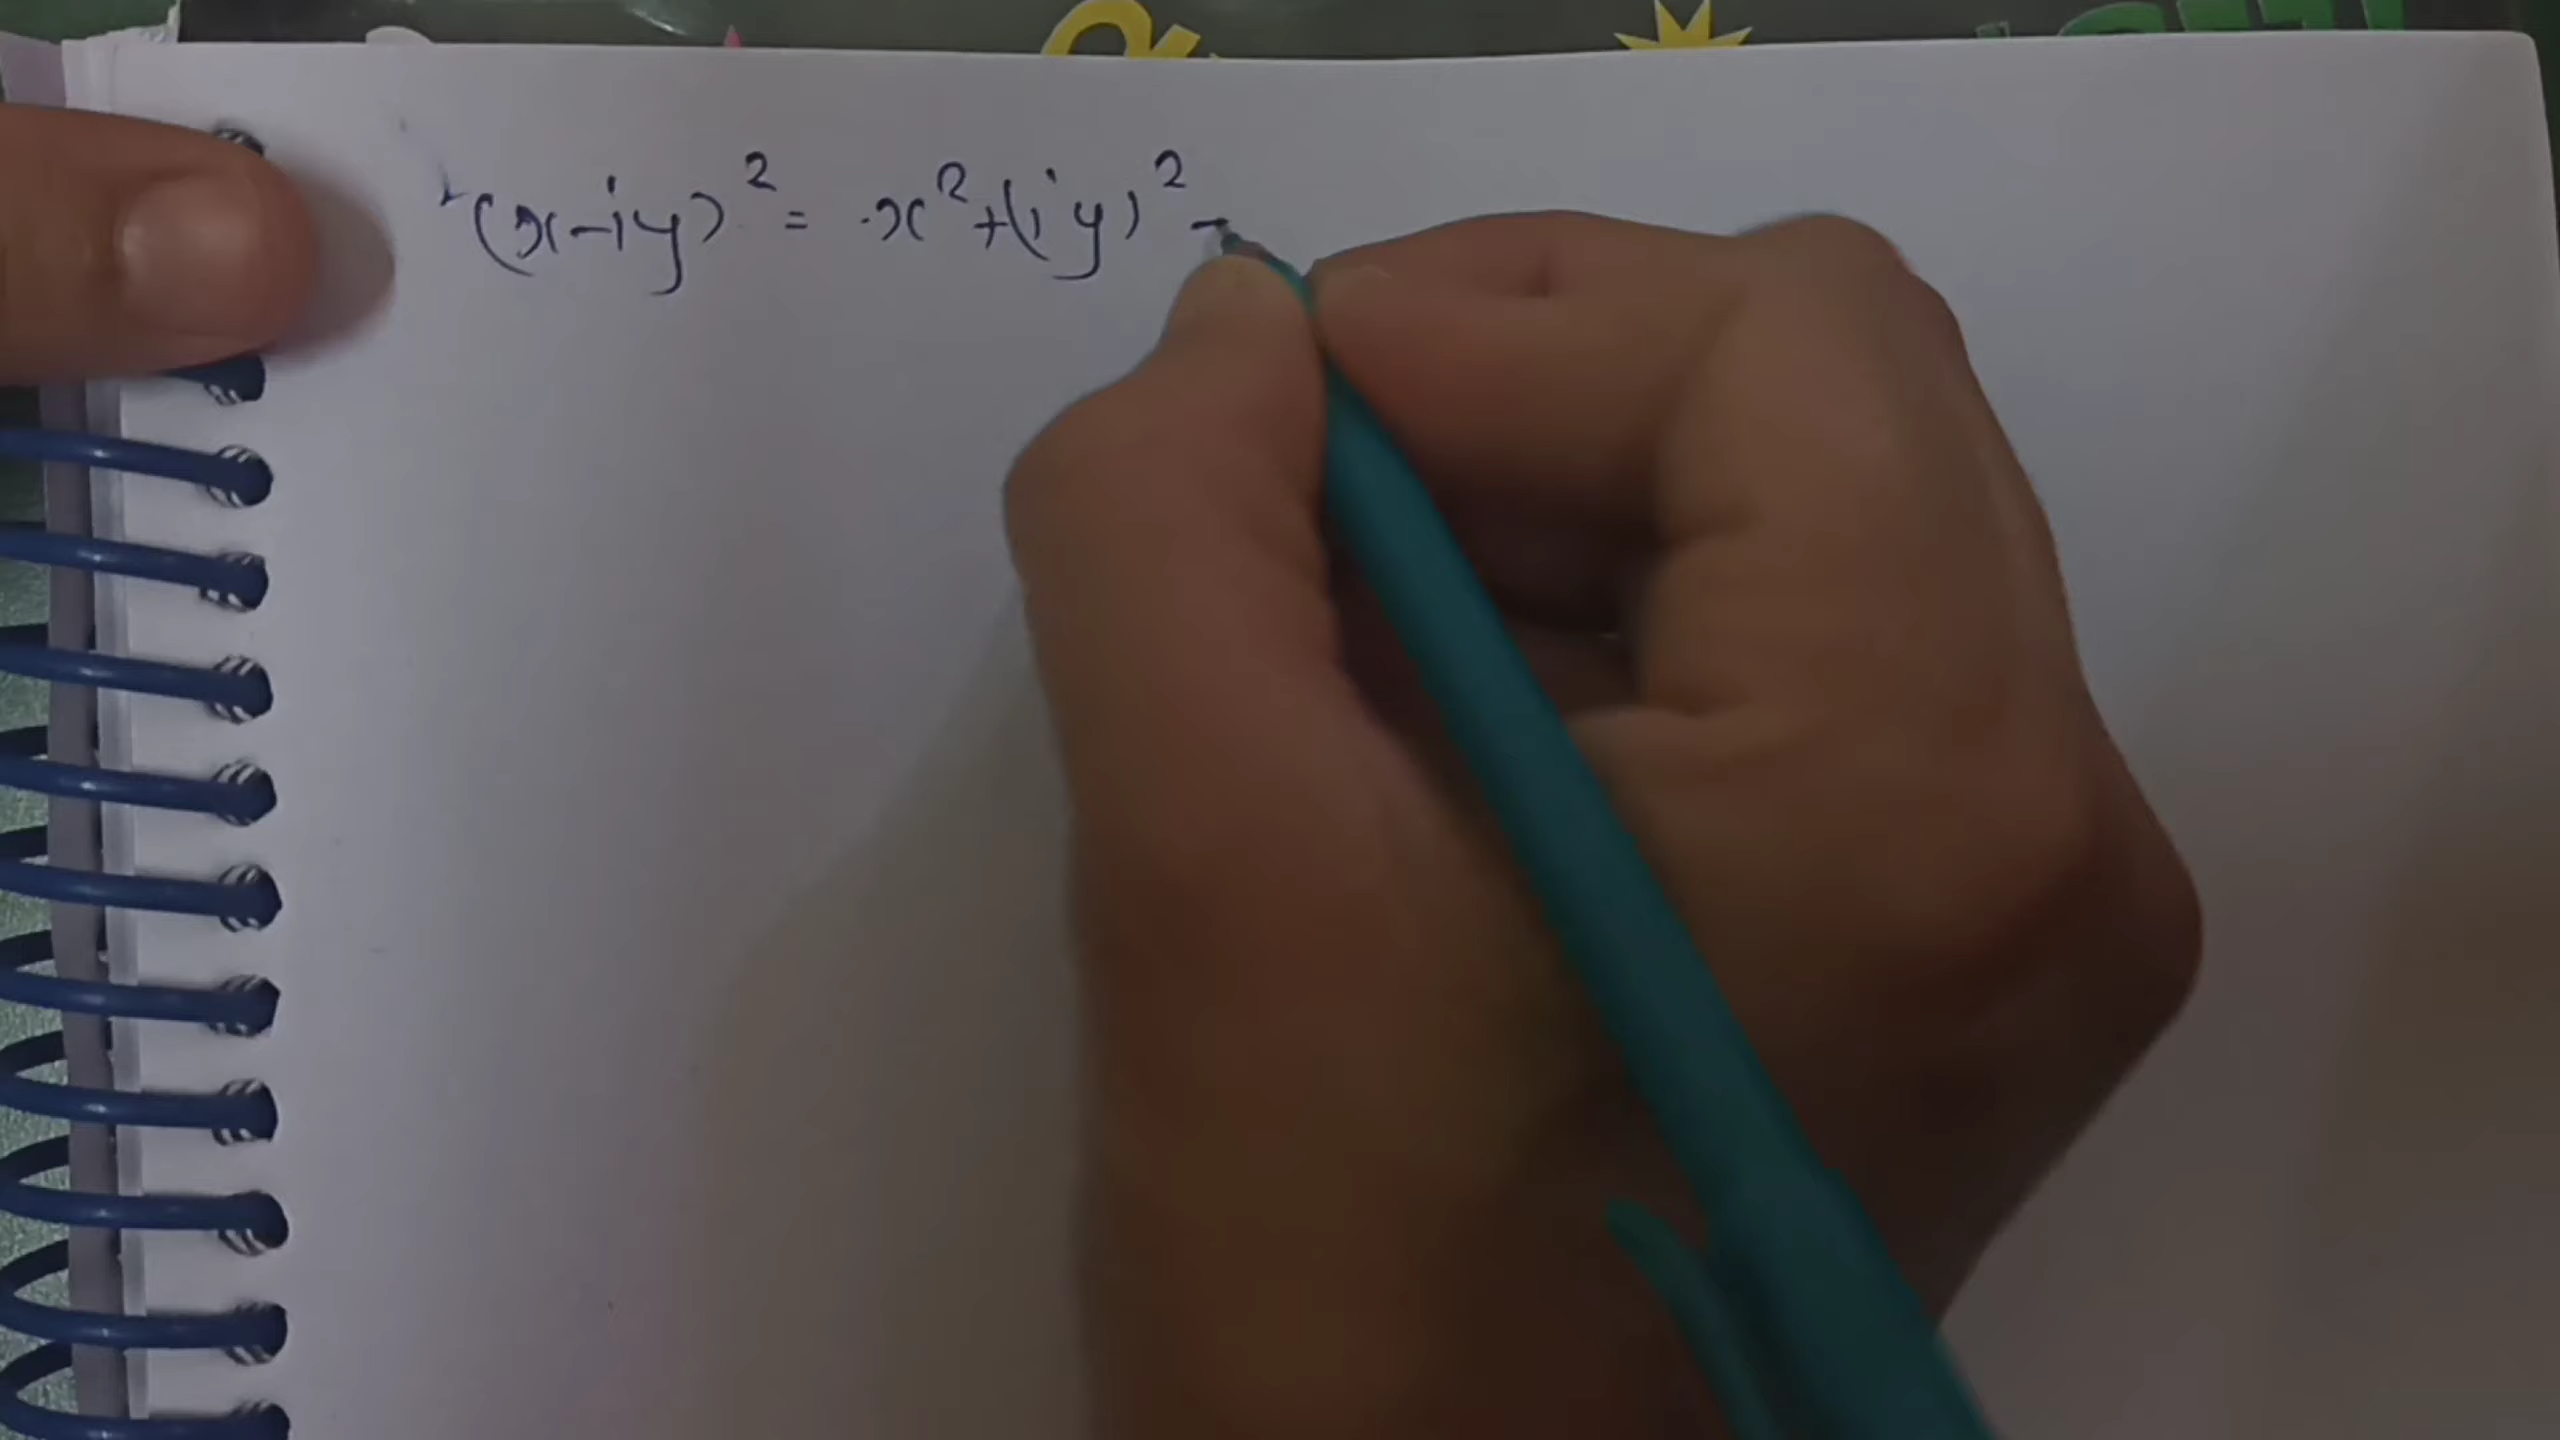 (x-iy)² = x²+(iy)² -